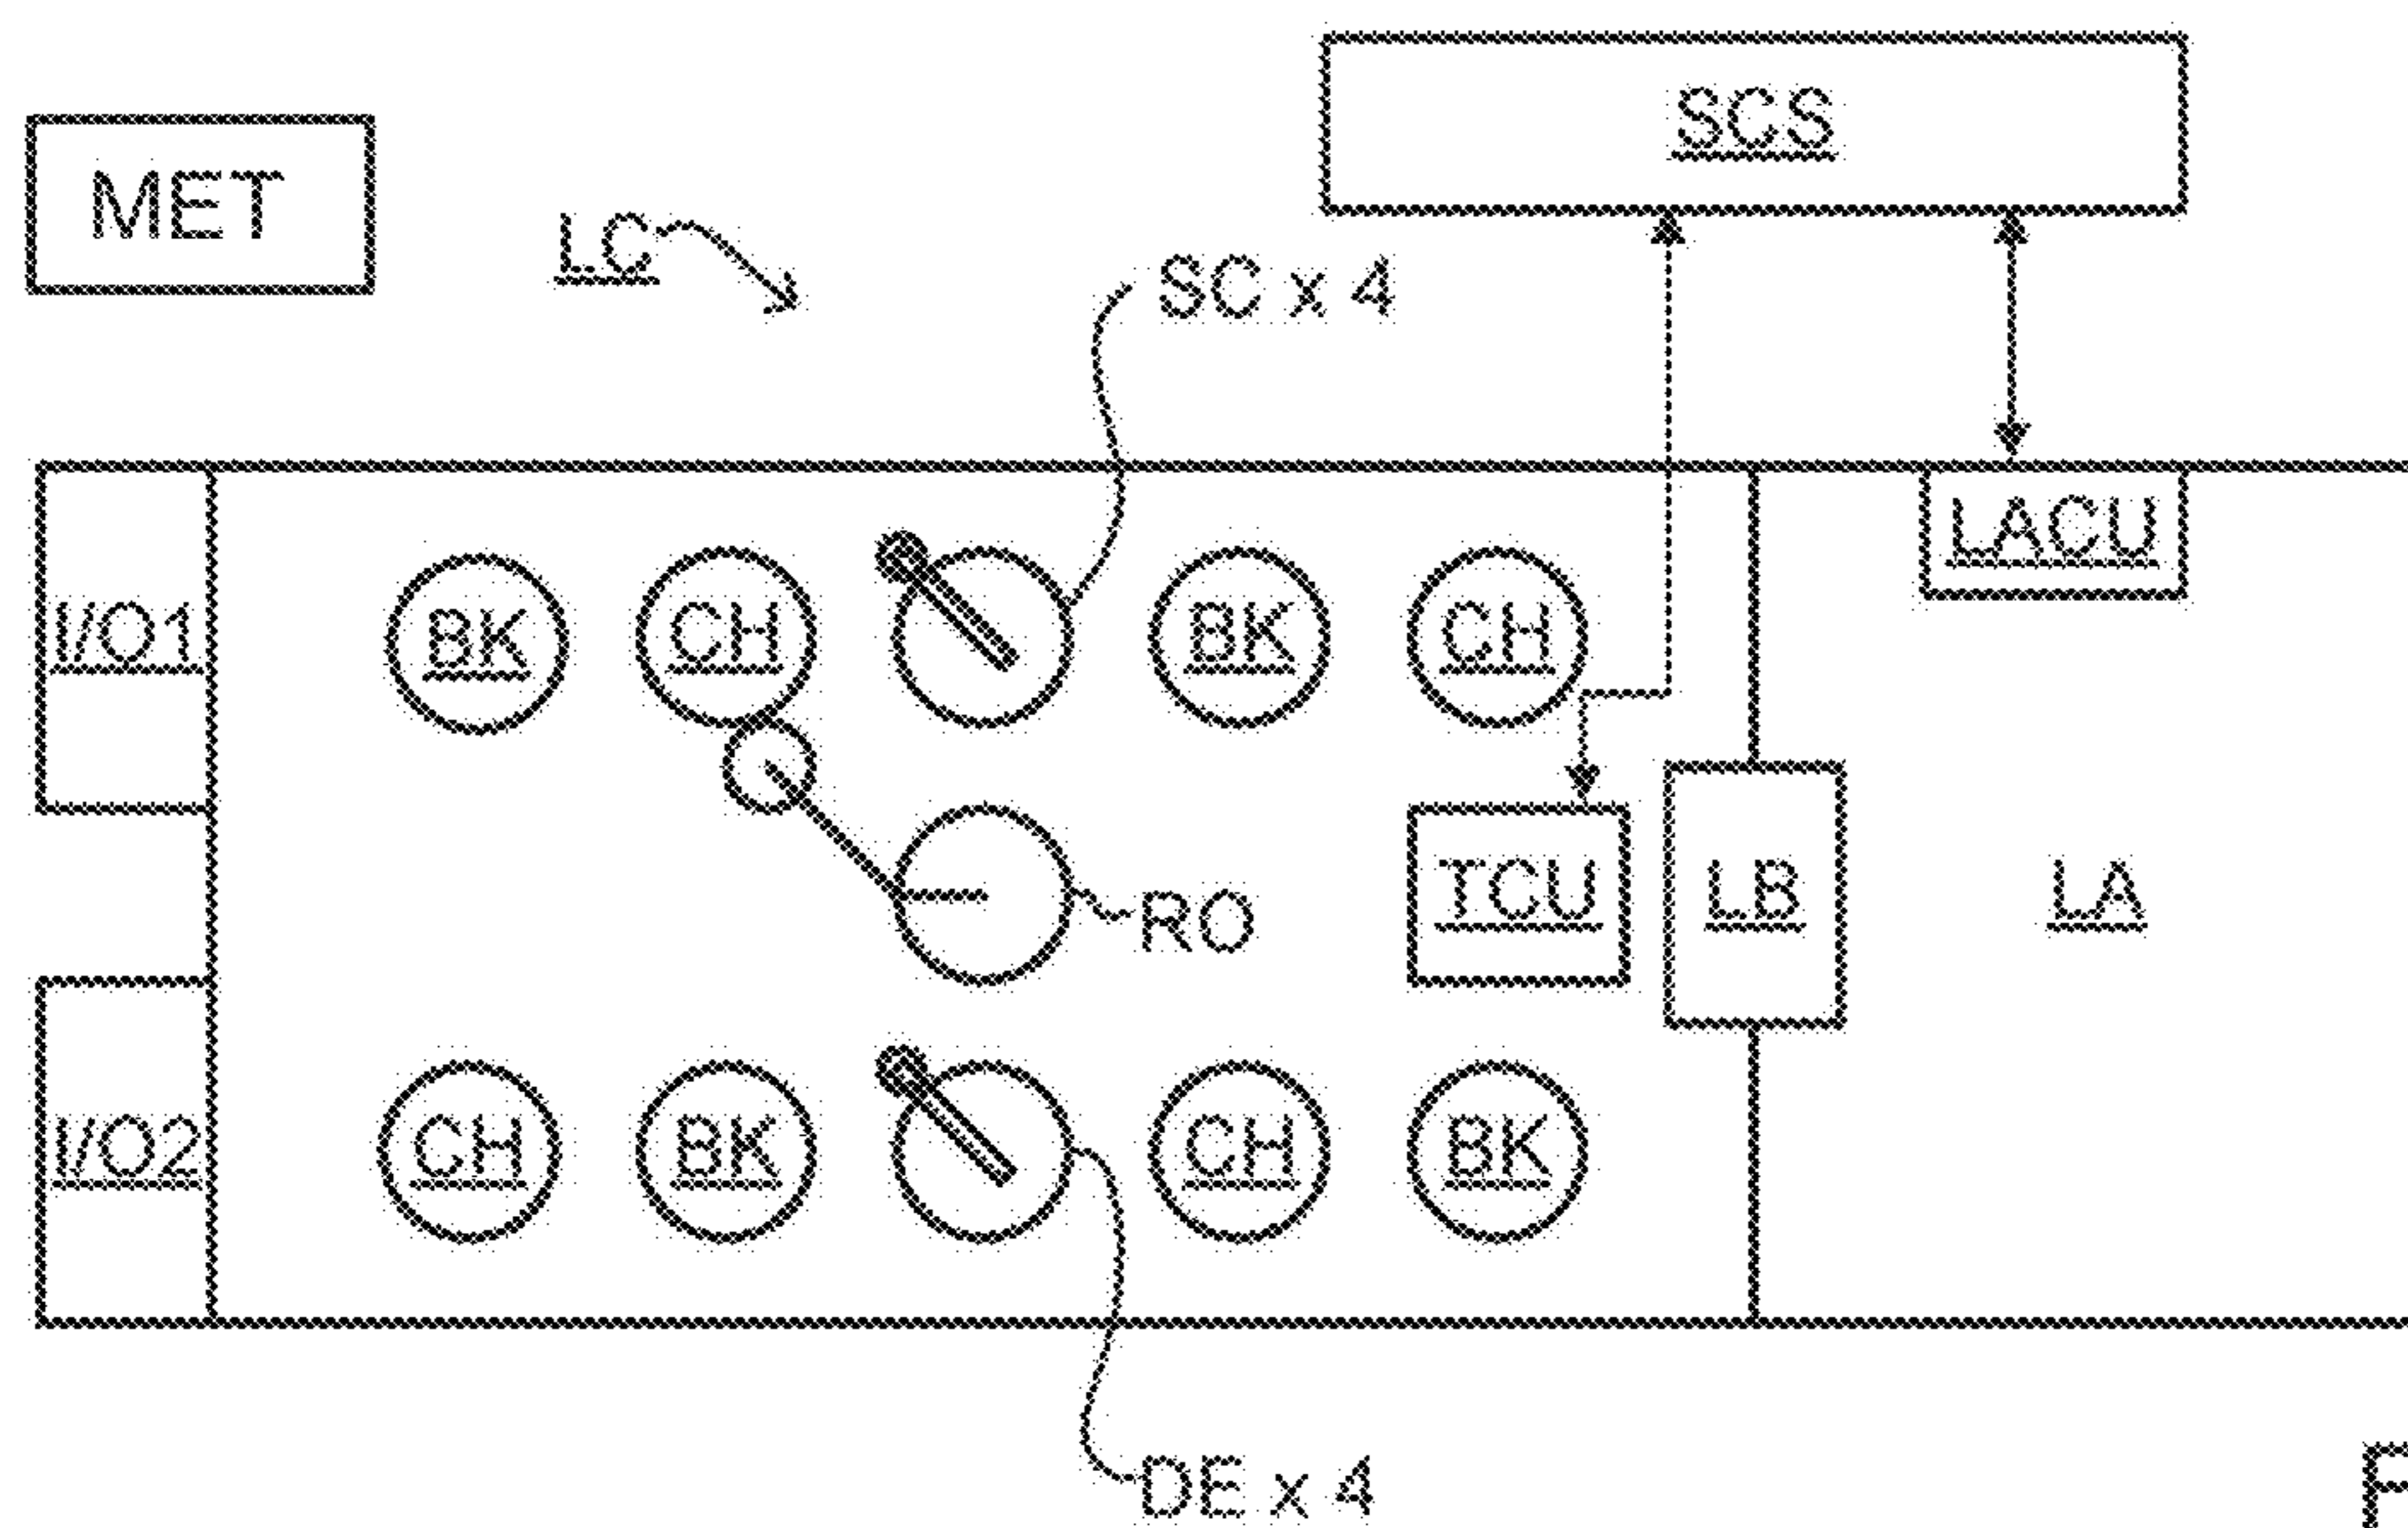 SCS
MET
LC
SC x 4
LACU
I/O1 BK CH BK CH
TCU LB LA
RO
I/O2 CH BK CH BK
DE x 4
F